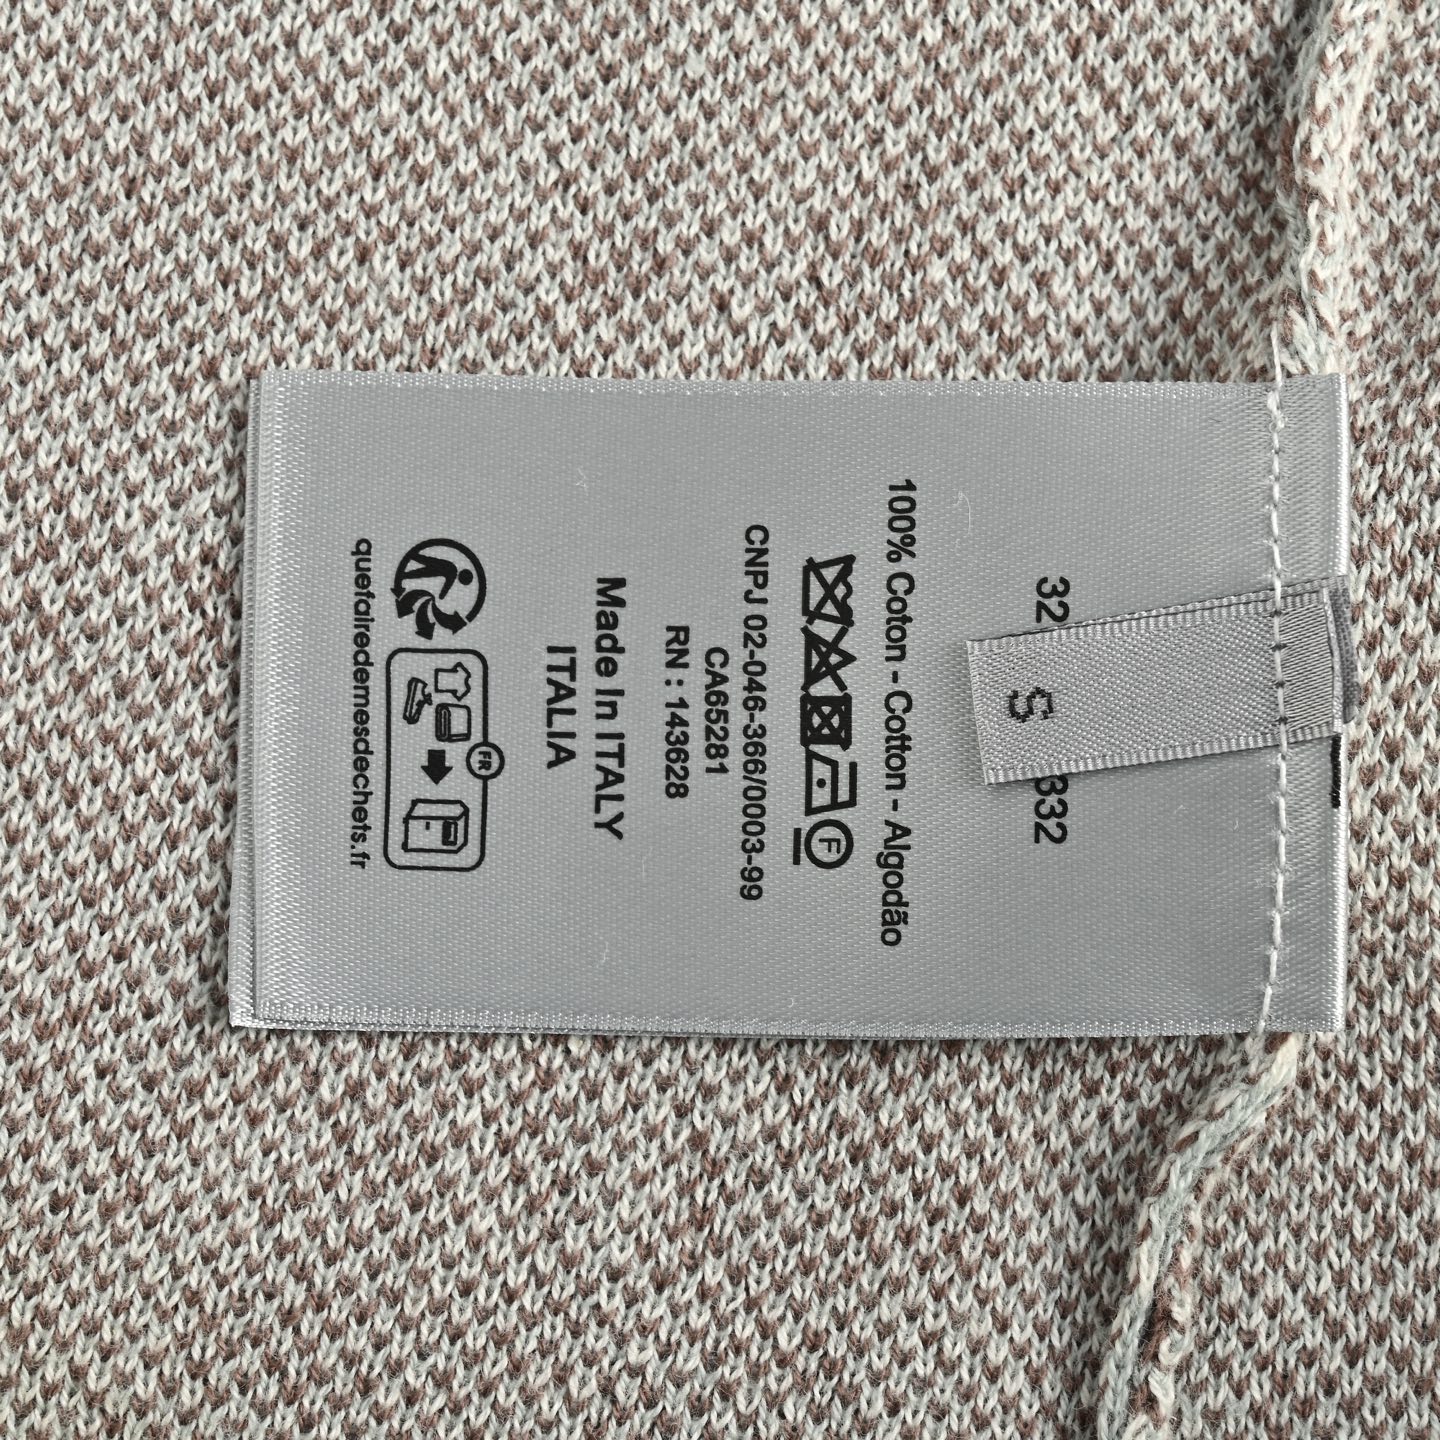 32
S
332
100% Coton - Cotton - Algodão
F
CNPJ 02-046-366/0003-99
CA65281
RN : 143628
Made In ITALY
ITALIA
FR
quefairedemesdechets.fr